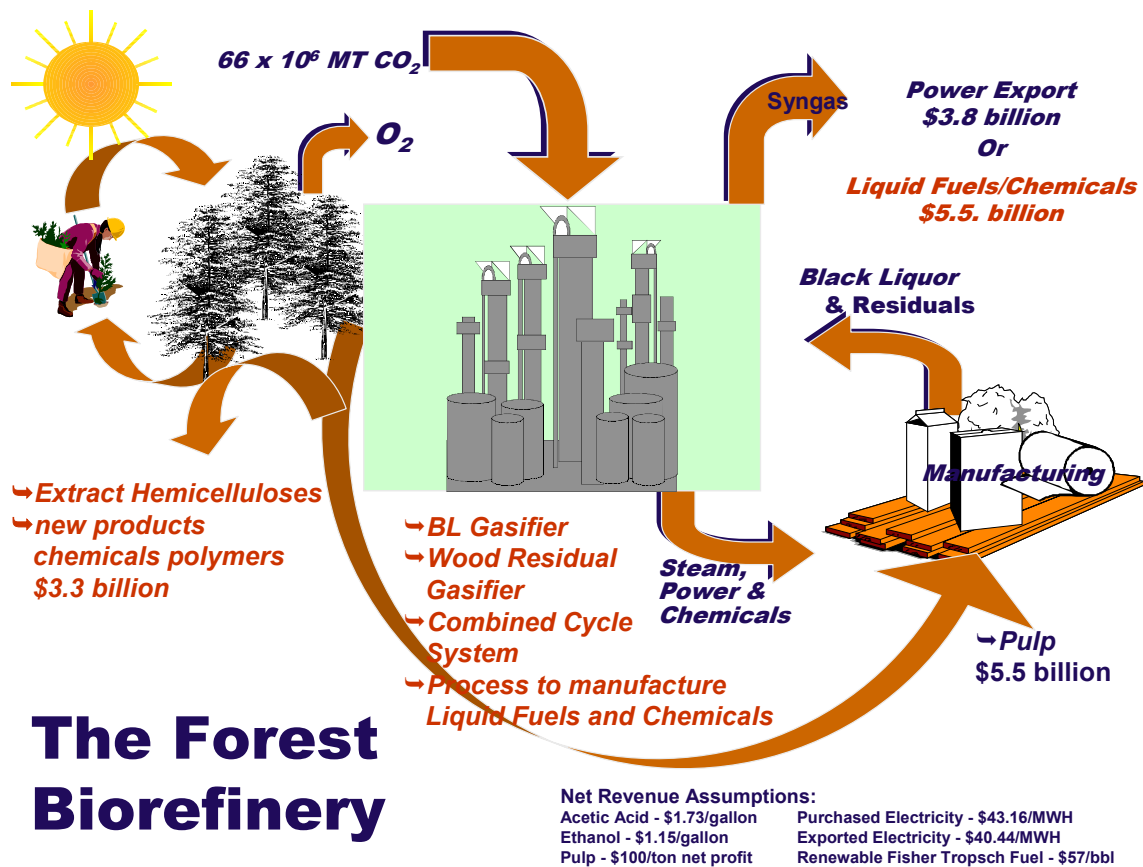 66 x 10⁶ MT CO₂
O₂
Syngas
Power Export
$3.8 billion
Or
Liquid Fuels/Chemicals
$5.5. billion
Black Liquor
& Residuals
Manufacturing
➥Extract Hemicelluloses
➥new products
chemicals polymers
$3.3 billion
➥BL Gasifier
➥Wood Residual
Gasifier
➥Combined Cycle
System
➥Process to manufacture
Liquid Fuels and Chemicals
Steam,
Power &
Chemicals
➥Pulp
$5.5 billion
The Forest
Biorefinery
Net Revenue Assumptions:
Acetic Acid - $1.73/gallon
Ethanol - $1.15/gallon
Pulp - $100/ton net profit
Purchased Electricity - $43.16/MWH
Exported Electricity - $40.44/MWH
Renewable Fisher Tropsch Fuel - $57/bbl